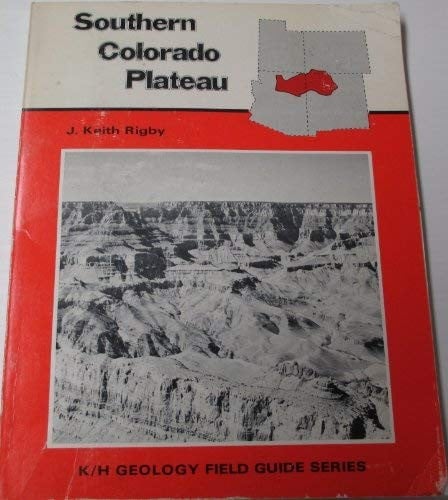 Southern
Colorado
Plateau
J. Keith Rigby
K/H GEOLOGY FIELD GUIDE SERIES